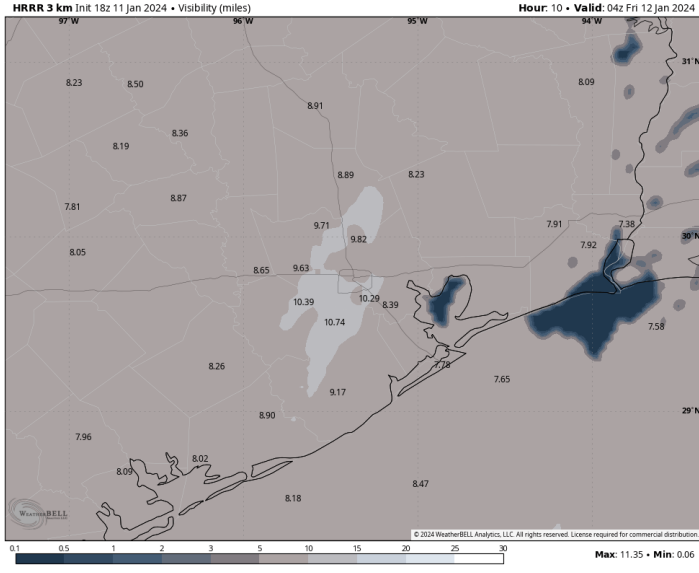 HRRR 3 km Init 18z 11 Jan 2024 • Visibility (miles)
Hour: 10 • Valid: 04z Fri 12 Jan 2024
97°W 96°W 95°W 94°W
31°N
8.23 8.50 8.09
8.91
8.36
8.19
8.89 8.23
8.87
7.81
9.71 7.91 7.38
30°N
9.82 7.92
8.05
8.65 9.63
10.39 10.29 8.39
10.74 7.58
8.26 7.78
7.65
9.17
8.90 29°N
7.96
8.02
8.09
8.47
8.18
WeatherBELL
© 2024 WeatherBELL Analytics, LLC. All rights reserved. License required for commercial distribution.
0.1 0.5 1 2 3 5 10 15 20 25 30
Max: 11.35 • Min: 0.06